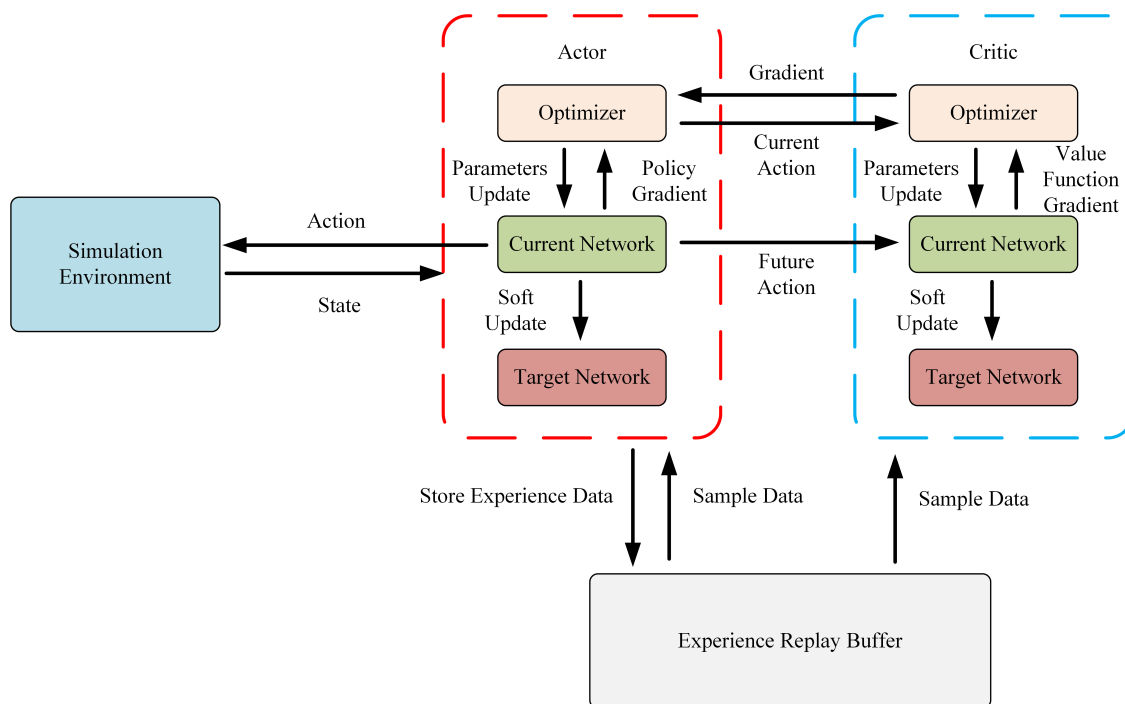 Actor
Critic
Gradient
Optimizer
Optimizer
Current
Action
Parameters
Update
Policy
Gradient
Parameters
Update
Value
Function
Gradient
Simulation
Environment
Action
State
Current Network
Future
Action
Current Network
Soft
Update
Soft
Update
Target Network
Target Network
Store Experience Data
Sample Data
Sample Data
Experience Replay Buffer